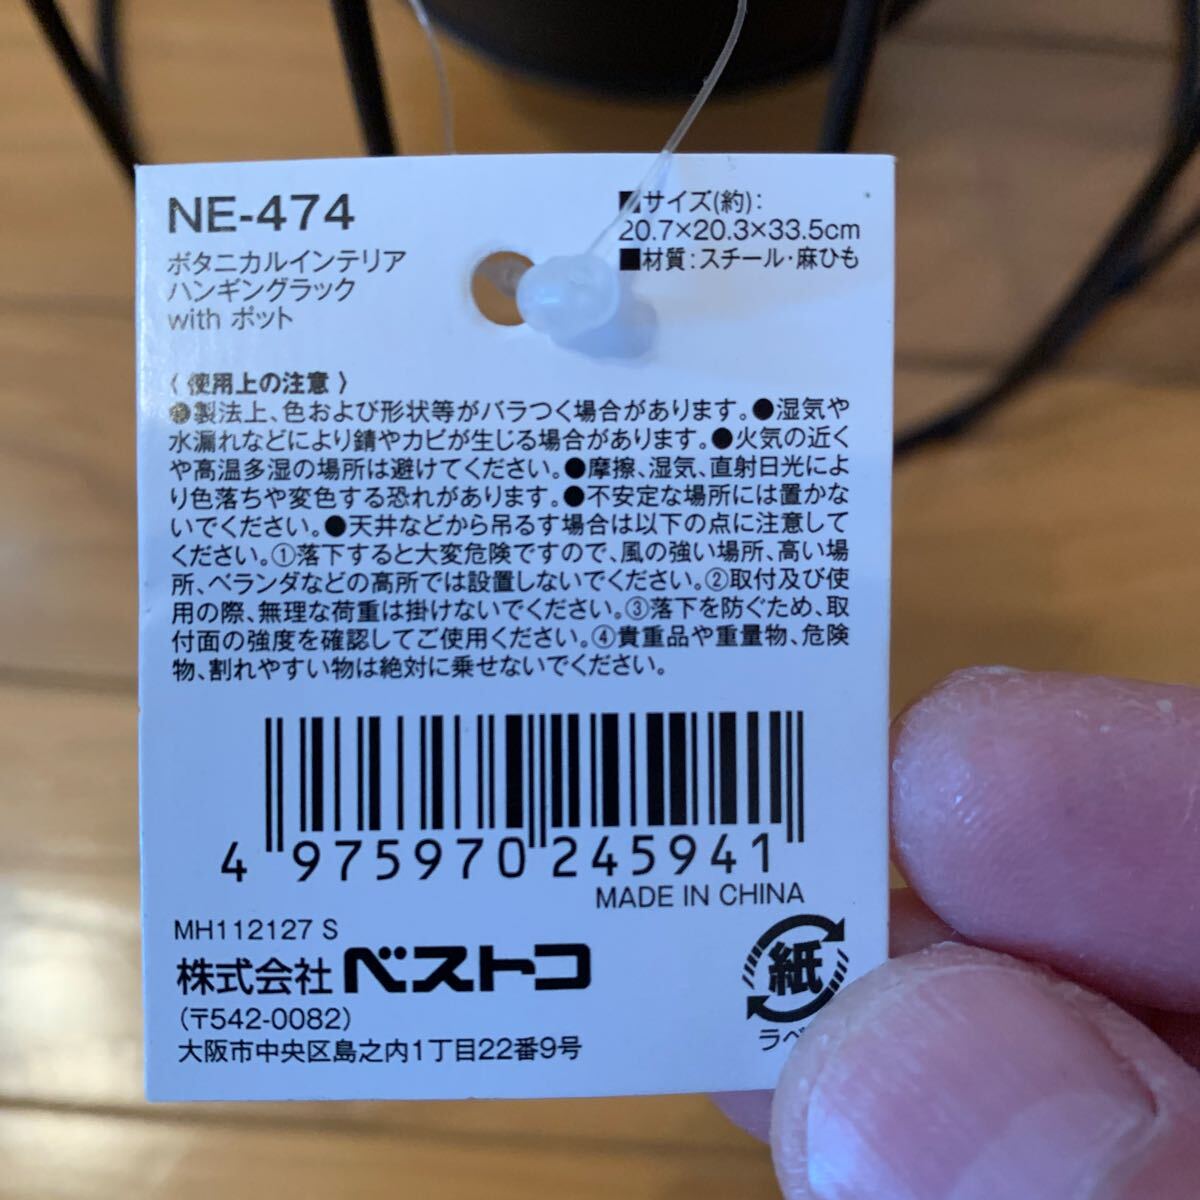 NE-474
ボタニカルインテリア
ハンギングラック
with ポット
■サイズ(約):
20.7×20.3×33.5cm
■材質:スチール・麻ひも
〈 使用上の注意 〉
●製法上、色および形状等がバラつく場合があります。●湿気や
水漏れなどにより錆やカビが生じる場合があります。●火気の近く
や高温多湿の場所は避けてください。●摩擦、湿気、直射日光によ
り色落ちや変色する恐れがあります。●不安定な場所には置かな
いでください。●天井などから吊るす場合は以下の点に注意して
ください。①落下すると大変危険ですので、風の強い場所、高い場
所、ベランダなどの高所では設置しないでください。②取付及び使
用の際、無理な荷重は掛けないでください。③落下を防ぐため、取
付面の強度を確認してご使用ください。④貴重品や重量物、危険
物、割れやすい物は絶対に乗せないでください。
4 975970 245941
MADE IN CHINA
MH112127 S
株式会社 ベストコ
(〒542-0082)
大阪市中央区島之内1丁目22番9号
紙